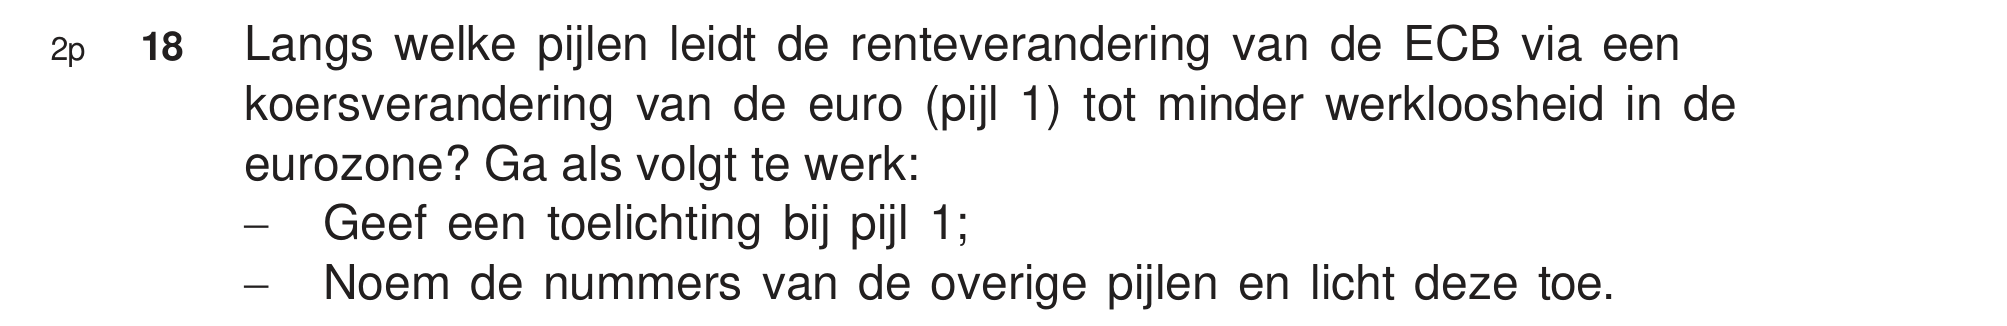 2p 18 Langs welke pijlen leidt de renteverandering van de ECB via een
koersverandering van de euro (pijl 1) tot minder werkloosheid in de
eurozone? Ga als volgt te werk:
– Geef een toelichting bij pijl 1;
– Noem de nummers van de overige pijlen en licht deze toe.